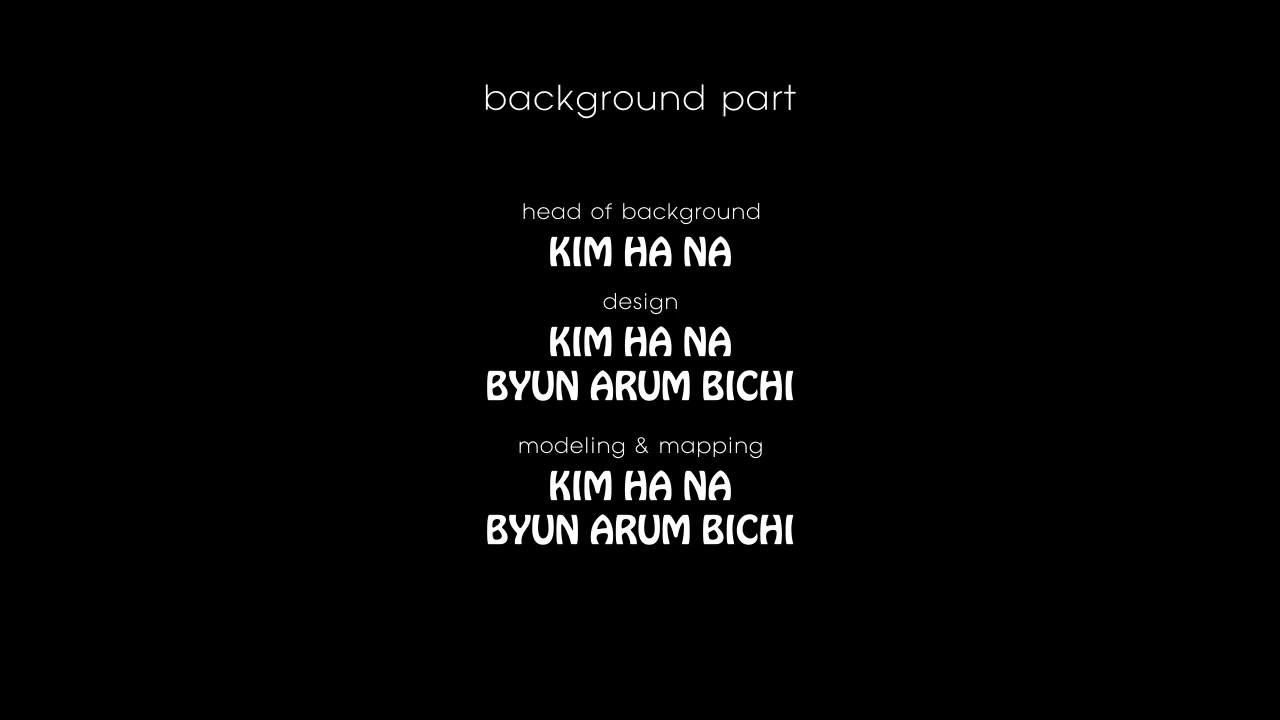 background part
head of background
KIM HA NA
design
KIM HA NA
BYUN ARUM BICHI
modeling & mapping
KIM HA NA
BYUN ARUM BICHI